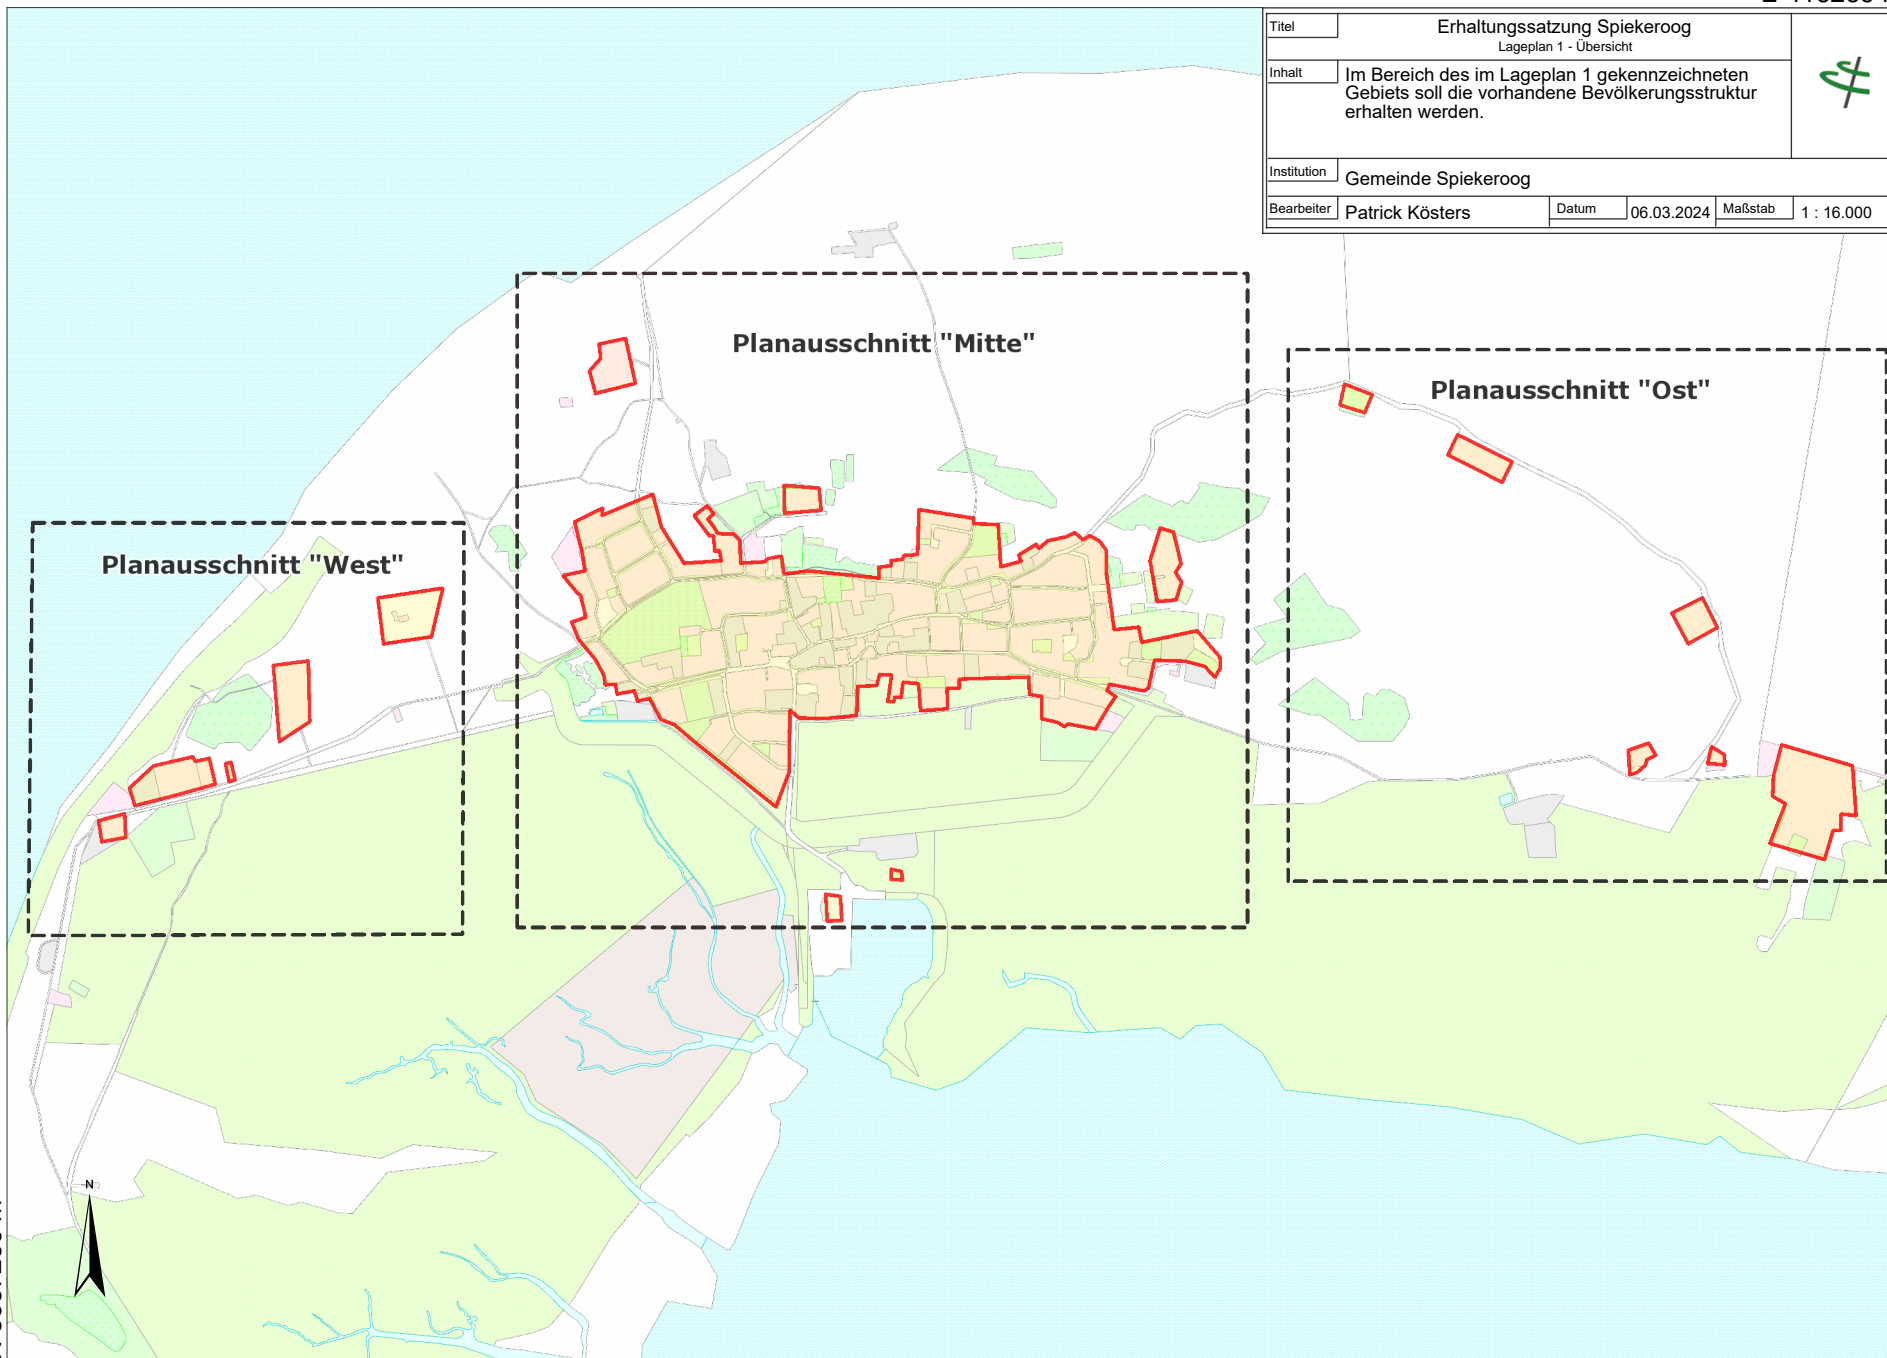 Titel
Erhaltungssatzung Spiekeroog
Lageplan 1 - Übersicht
Inhalt
Im Bereich des im Lageplan 1 gekennzeichneten
Gebiets soll die vorhandene Bevölkerungsstruktur
erhalten werden.
Institution
Gemeinde Spiekeroog
Bearbeiter
Patrick Kösters
Datum
06.03.2024
Maßstab
1 : 16.000
Planausschnitt "Mitte"
Planausschnitt "Ost"
Planausschnitt "West"
N